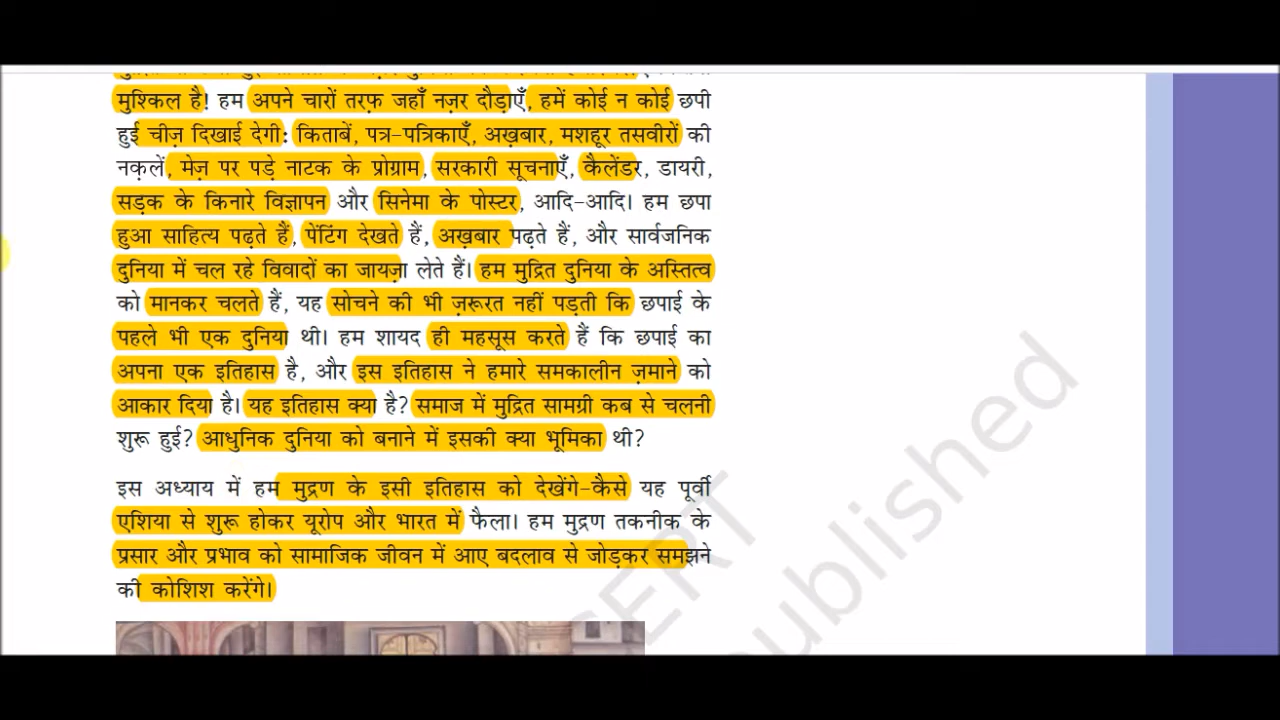 मुश्किल है! हम अपने चारों तरफ़ जहाँ नज़र दौड़ाएँ, हमें कोई न कोई छपी
हुई चीज़ दिखाई देगी: किताबें, पत्र-पत्रिकाएँ, अख़बार, मशहूर तसवीरों की
नक़लें, मेज़ पर पड़े नाटक के प्रोग्राम, सरकारी सूचनाएँ, कैलेंडर, डायरी,
सड़क के किनारे विज्ञापन और सिनेमा के पोस्टर, आदि-आदि। हम छपा
हुआ साहित्य पढ़ते हैं, पेंटिंग देखते हैं, अख़बार पढ़ते हैं, और सार्वजनिक
दुनिया में चल रहे विवादों का जायज़ा लेते हैं। हम मुद्रित दुनिया के अस्तित्व
को मानकर चलते हैं, यह सोचने की भी ज़रूरत नहीं पड़ती कि छपाई के
पहले भी एक दुनिया थी। हम शायद ही महसूस करते हैं कि छपाई का
अपना एक इतिहास है, और इस इतिहास ने हमारे समकालीन ज़माने को
आकार दिया है। यह इतिहास क्या है? समाज में मुद्रित सामग्री कब से चलनी
शुरू हुई? आधुनिक दुनिया को बनाने में इसकी क्या भूमिका थी?
इस अध्याय में हम मुद्रण के इसी इतिहास को देखेंगे-कैसे यह पूर्वी
एशिया से शुरू होकर यूरोप और भारत में फैला। हम मुद्रण तकनीक के
प्रसार और प्रभाव को सामाजिक जीवन में आए बदलाव से जोड़कर समझने
की कोशिश करेंगे।
published